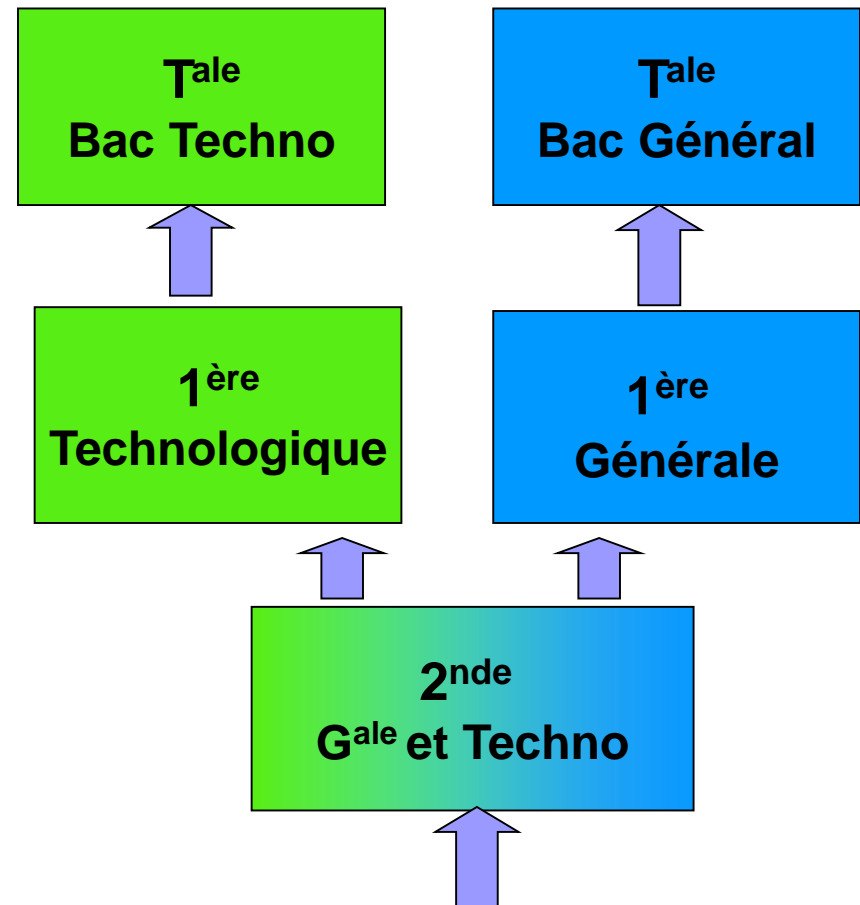 Tale
Bac Techno
Tale
Bac Général
1ère
Technologique
1ère
Générale
2nde
Gale et Techno